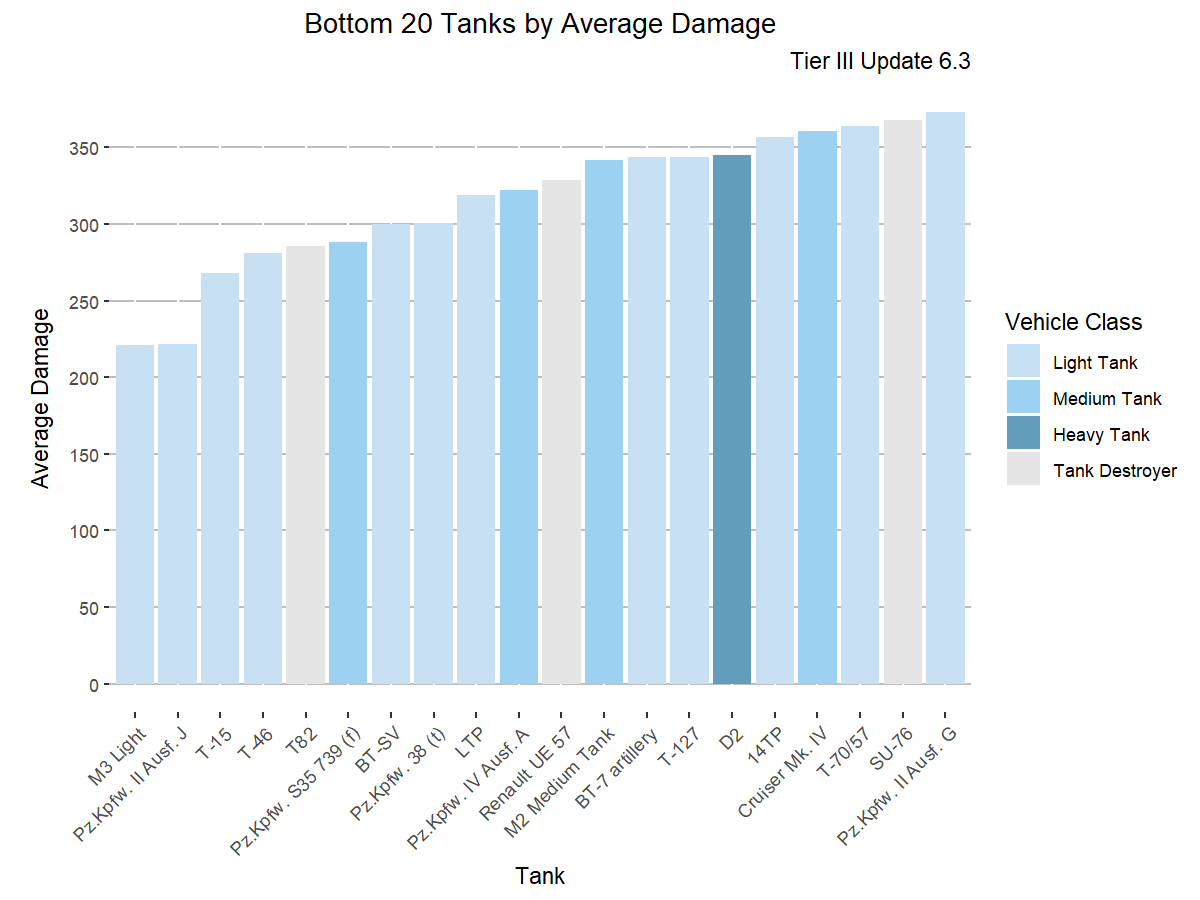 Bottom 20 Tanks by Average Damage
Tier III Update 6.3
Average Damage
350
300
250
200
150
100
50
0
M3 Light
Pz.Kpfw. II Ausf. J
T-15
T-46
T82
Pz.Kpfw. S35 739 (f)
BT-SV
Pz.Kpfw. 38 (t)
LTP
Pz.Kpfw. IV Ausf. A
Renault UE 57
M2 Medium Tank
BT-7 artillery
T-127
D2
14TP
Cruiser Mk. IV
T-70/57
SU-76
Pz.Kpfw. II Ausf. G
Tank
Vehicle Class
Light Tank
Medium Tank
Heavy Tank
Tank Destroyer